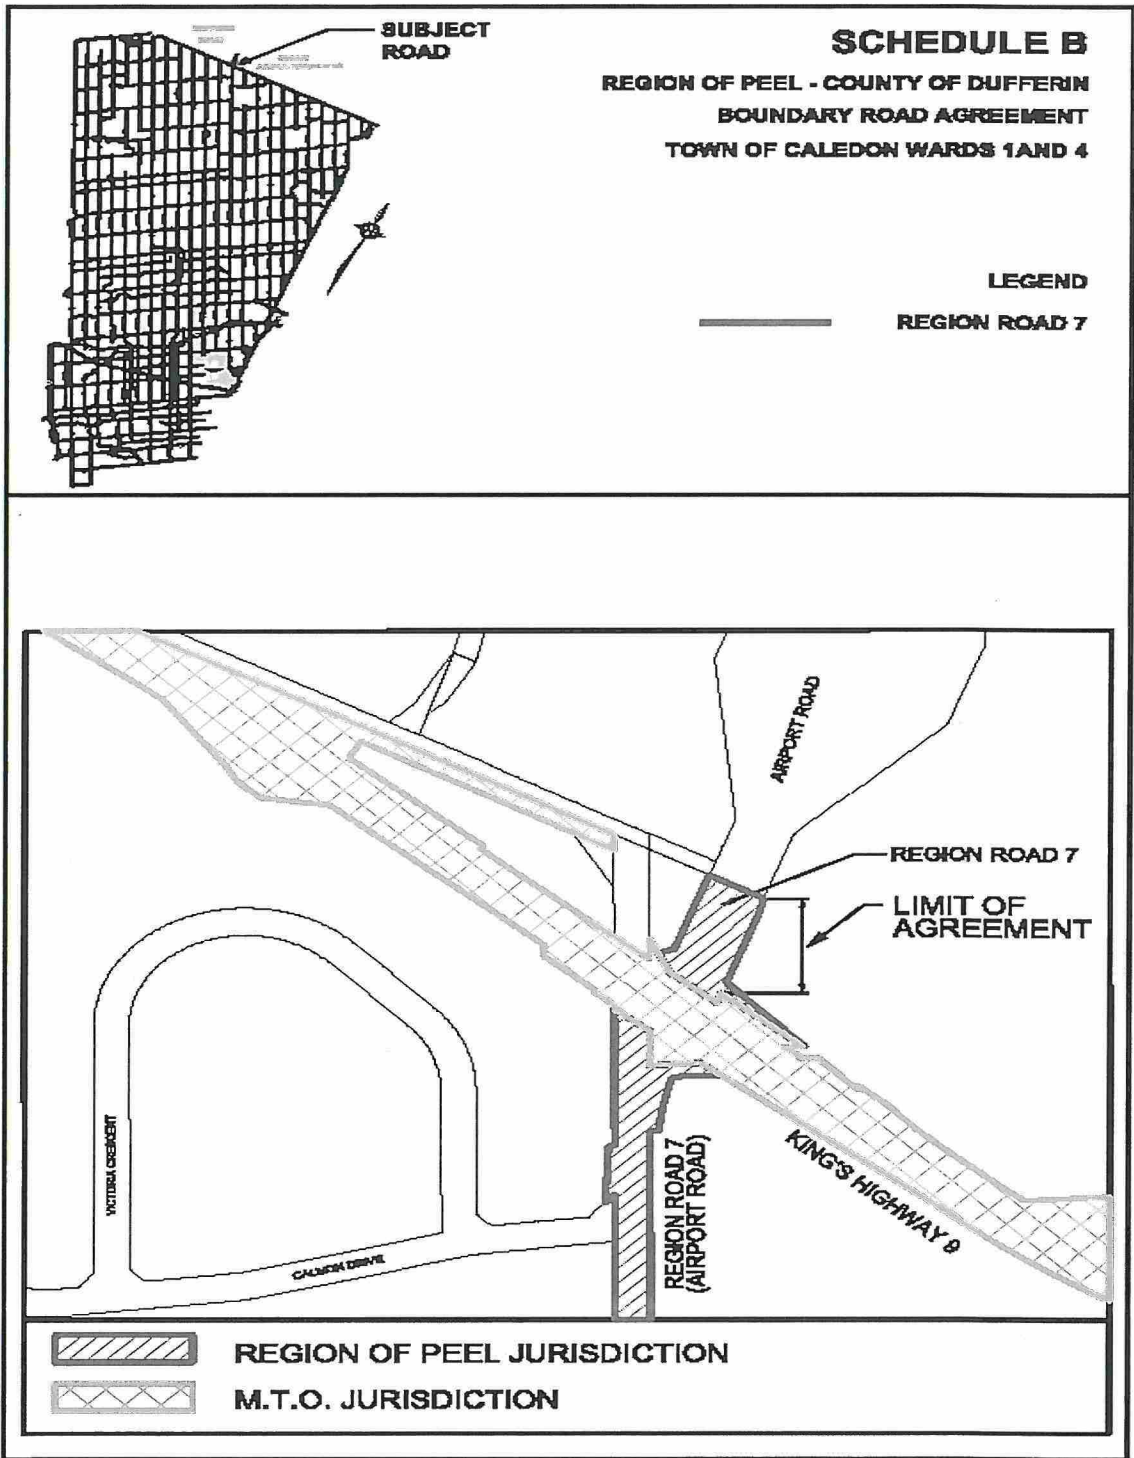 SUBJECT
ROAD
SCHEDULE B
REGION OF PEEL - COUNTY OF DUFFERIN
BOUNDARY ROAD AGREEMENT
TOWN OF CALEDON WARDS 1AND 4
LEGEND
REGION ROAD 7
AIRPORT ROAD
REGION ROAD 7
LIMIT OF
AGREEMENT
VICTORIA CRESCENT
REGION ROAD 7
(AIRPORT ROAD)
KING'S HIGHWAY 9
DRIVE
REGION OF PEEL JURISDICTION
M.T.O. JURISDICTION